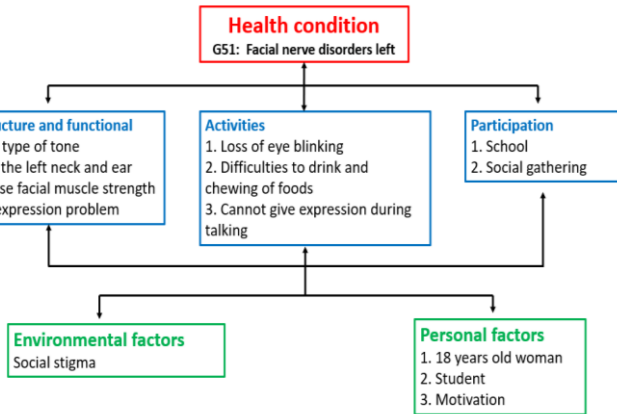 Health condition
G51: Facial nerve disorders left
ucture and functional
type of tone
the left neck and ear
se facial muscle strength
expression problem
Activities
1. Loss of eye blinking
2. Difficulties to drink and
chewing of foods
3. Cannot give expression during
talking
Participation
1. School
2. Social gathering
Environmental factors
Social stigma
Personal factors
1. 18 years old woman
2. Student
3. Motivation